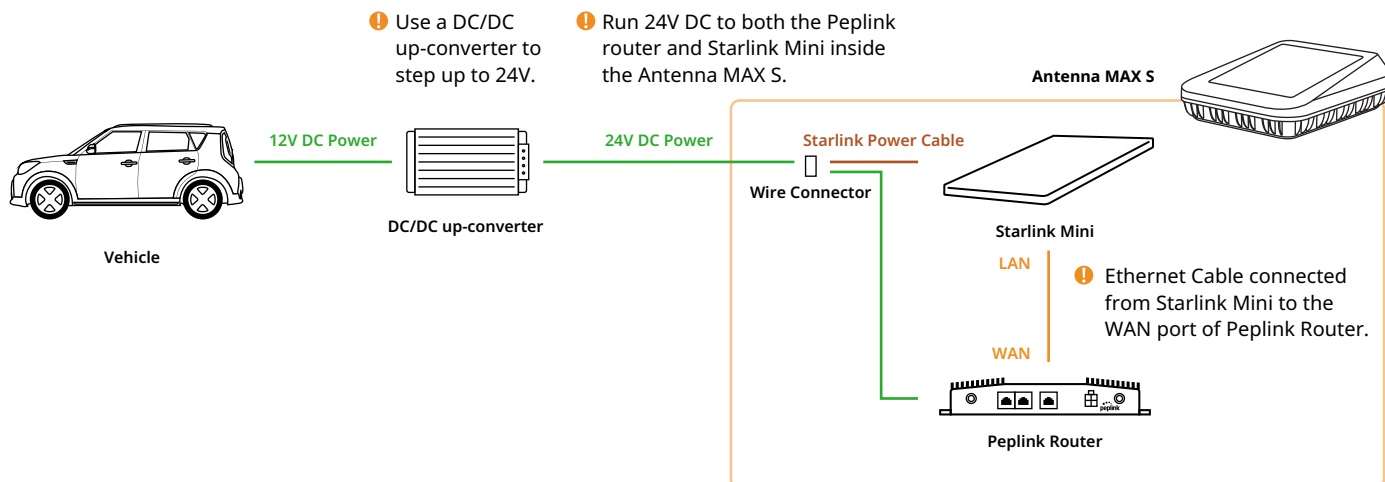 Use a DC/DC
up-converter to
step up to 24V.
Run 24V DC to both the Peplink
router and Starlink Mini inside
the Antenna MAX S.
Antenna MAX S
12V DC Power
24V DC Power
Starlink Power Cable
Wire Connector
DC/DC up-converter
Vehicle
Starlink Mini
LAN
Ethernet Cable connected
from Starlink Mini to the
WAN port of Peplink Router.
WAN
peplink
Peplink Router